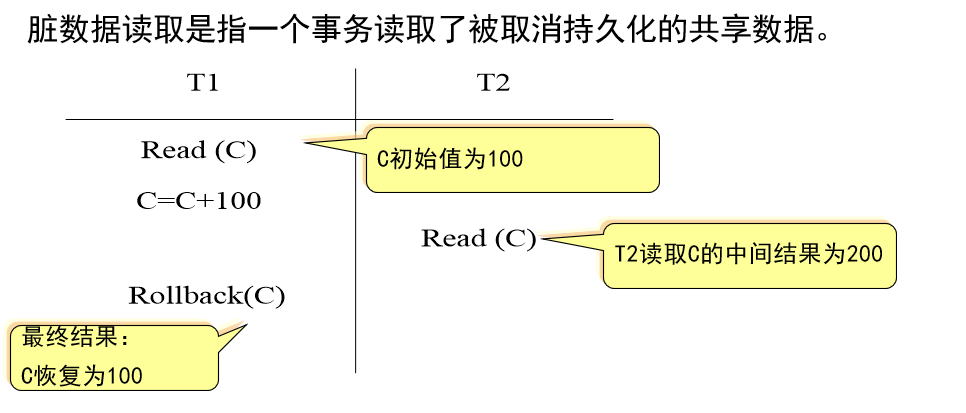 脏数据读取是指一个事务读取了被取消持久化的共享数据。
T1 T2
Read (C)
C初始值为100
C=C+100
Read (C)
T2读取C的中间结果为200
Rollback(C)
最终结果：
C恢复为100